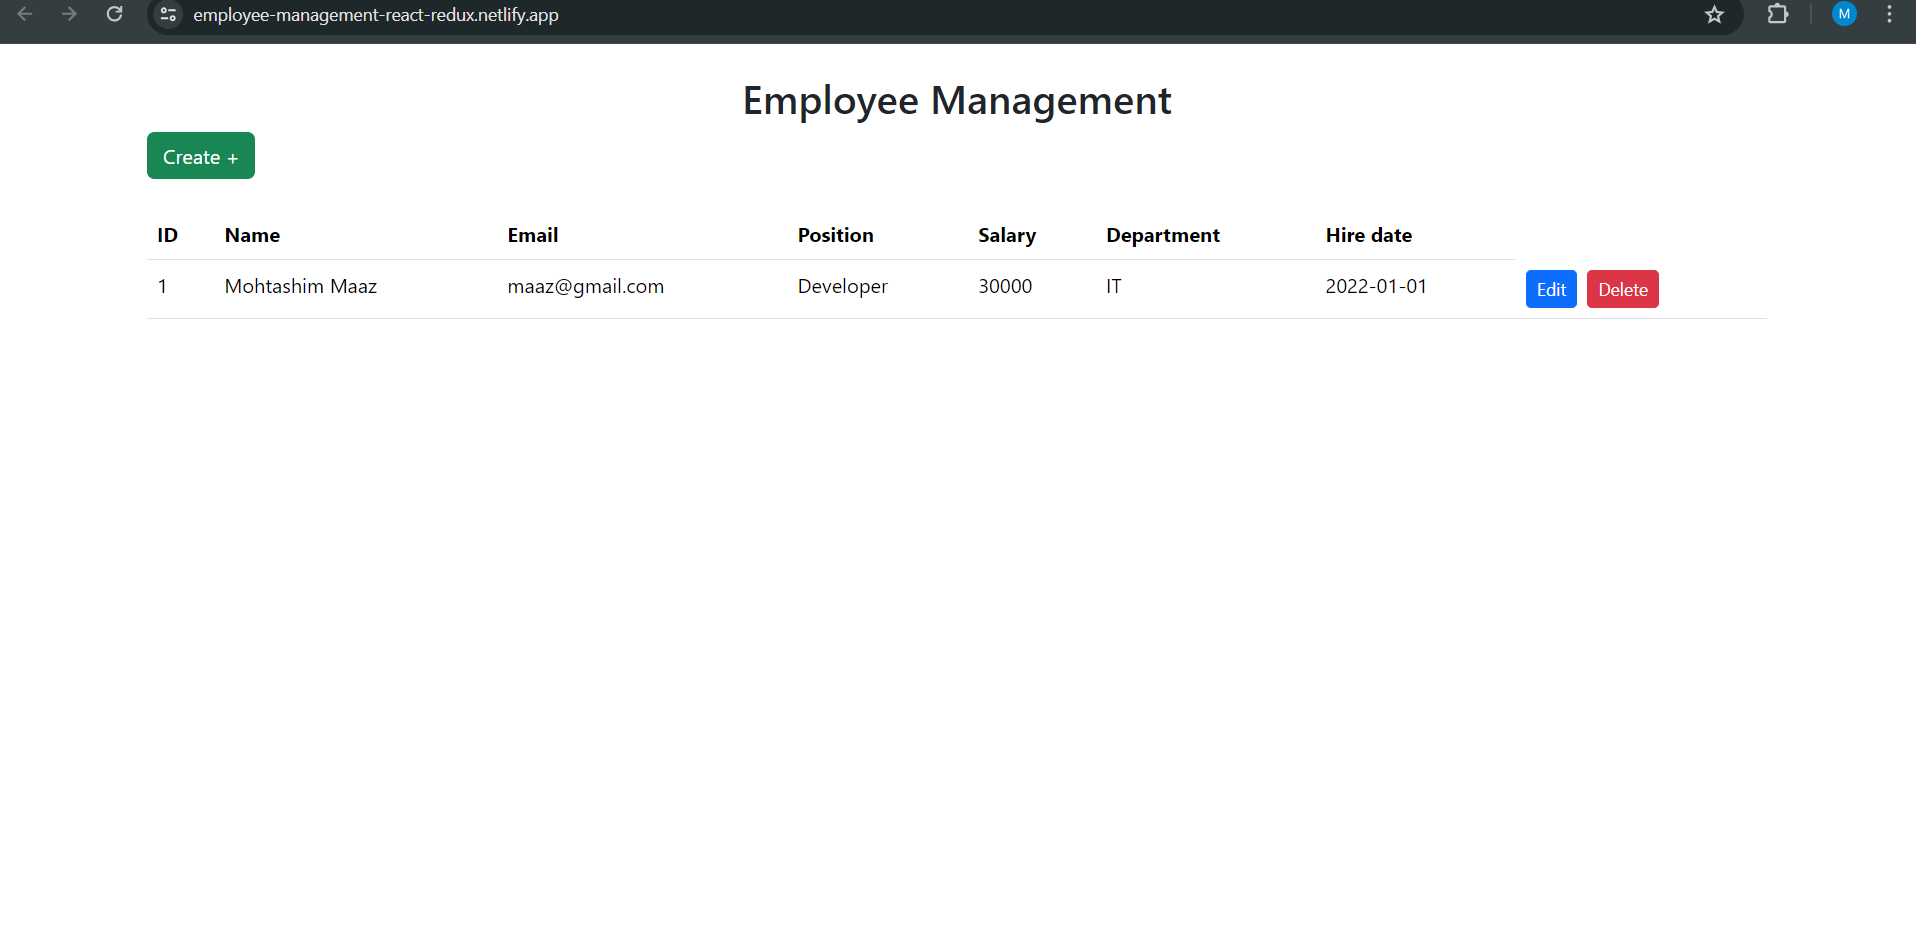 employee-management-react-redux.netlify.app
M
Employee Management
Create +
ID Name Email Position Salary Department Hire date
1 Mohtashim Maaz maaz@gmail.com Developer 30000 IT 2022-01-01 Edit Delete